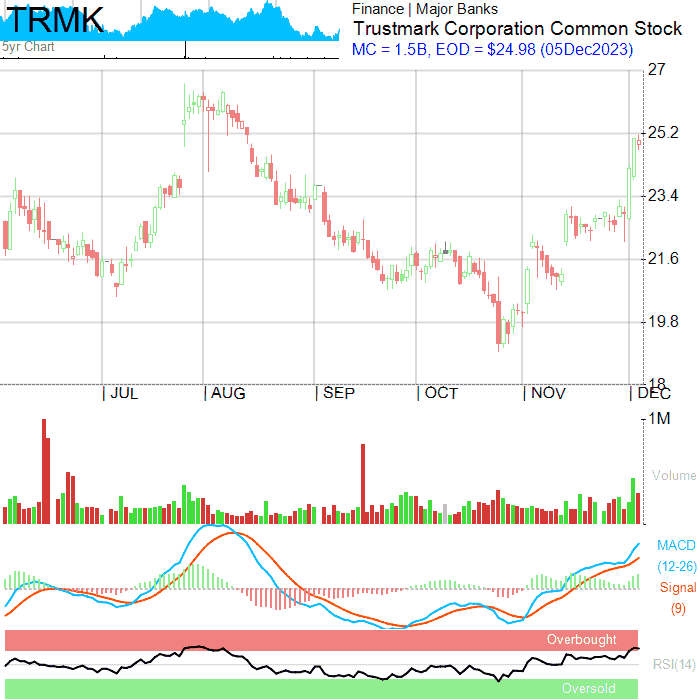 TRMK
5yr Chart
Finance | Major Banks
Trustmark Corporation Common Stock
MC = 1.5B, EOD = $24.98 (05Dec2023)
27
25.2
23.4
21.6
19.8
18
| JUL | AUG | SEP | OCT | NOV | DEC
1M
Volume
MACD
(12-26)
Signal
(9)
Overbought
RSI(14)
Oversold